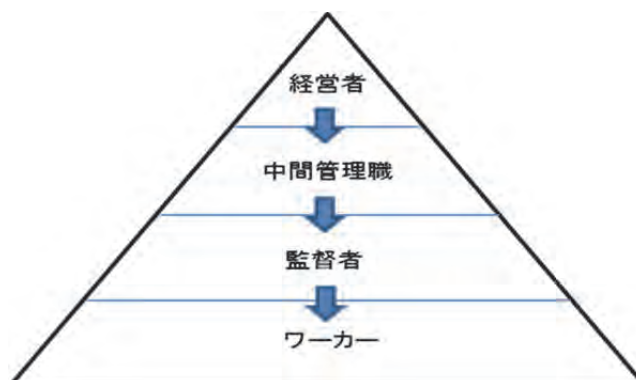 経営者
中間管理職
監督者
ワーカー